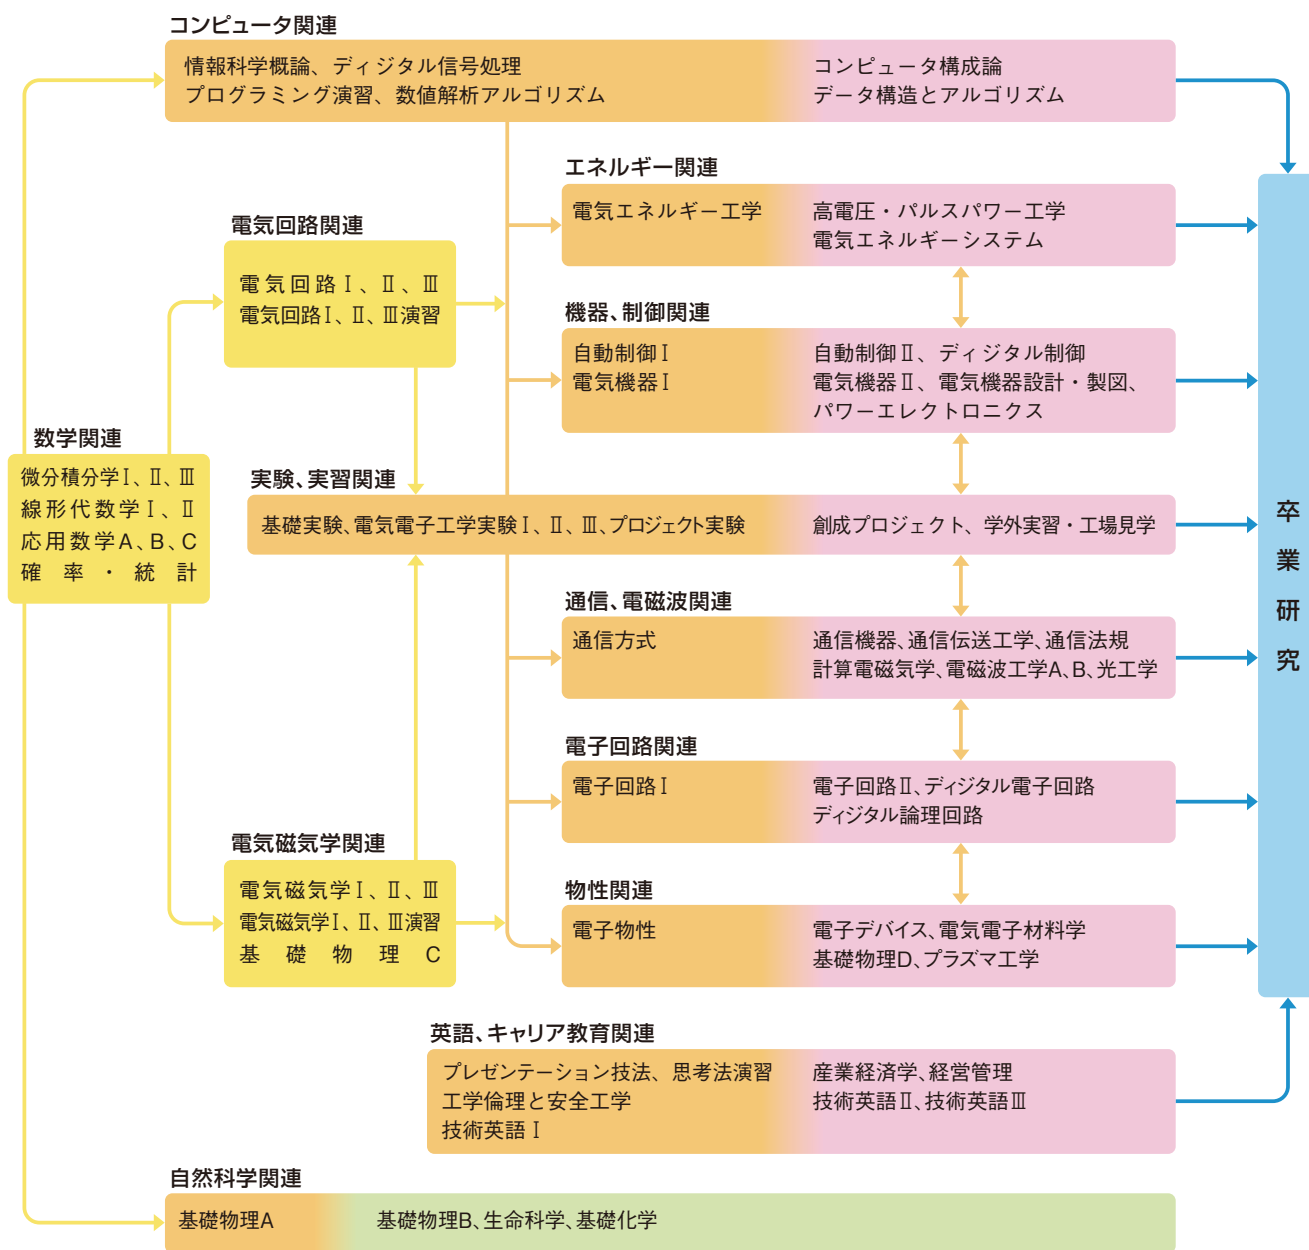 コンピュータ関連
情報科学概論、ディジタル信号処理
プログラミング演習、数値解析アルゴリズム
コンピュータ構成論
データ構造とアルゴリズム
エネルギー関連
電気エネルギー工学
高電圧・パルスパワー工学
電気エネルギーシステム
電気回路関連
電気回路Ⅰ、Ⅱ、Ⅲ
電気回路Ⅰ、Ⅱ、Ⅲ演習
機器、制御関連
自動制御Ⅰ
電気機器Ⅰ
自動制御Ⅱ、ディジタル制御
電気機器Ⅱ、電気機器設計・製図、
パワーエレクトロニクス
数学関連
微分積分学Ⅰ、Ⅱ、Ⅲ
線形代数学Ⅰ、Ⅱ
応用数学A、B、C
確率・統計
実験、実習関連
基礎実験、電気電子工学実験Ⅰ、Ⅱ、Ⅲ、プロジェクト実験
創成プロジェクト、学外実習・工場見学
卒業研究
通信、電磁波関連
通信方式
通信機器、通信伝送工学、通信法規
計算電磁気学、電磁波工学A、B、光工学
電子回路関連
電子回路Ⅰ
電子回路Ⅱ、ディジタル電子回路
ディジタル論理回路
電気磁気学関連
電気磁気学Ⅰ、Ⅱ、Ⅲ
電気磁気学Ⅰ、Ⅱ、Ⅲ演習
基礎物理C
物性関連
電子物性
電子デバイス、電気電子材料学
基礎物理D、プラズマ工学
英語、キャリア教育関連
プレゼンテーション技法、思考法演習
工学倫理と安全工学
技術英語Ⅰ
産業経済学、経営管理
技術英語Ⅱ、技術英語Ⅲ
自然科学関連
基礎物理A
基礎物理B、生命科学、基礎化学